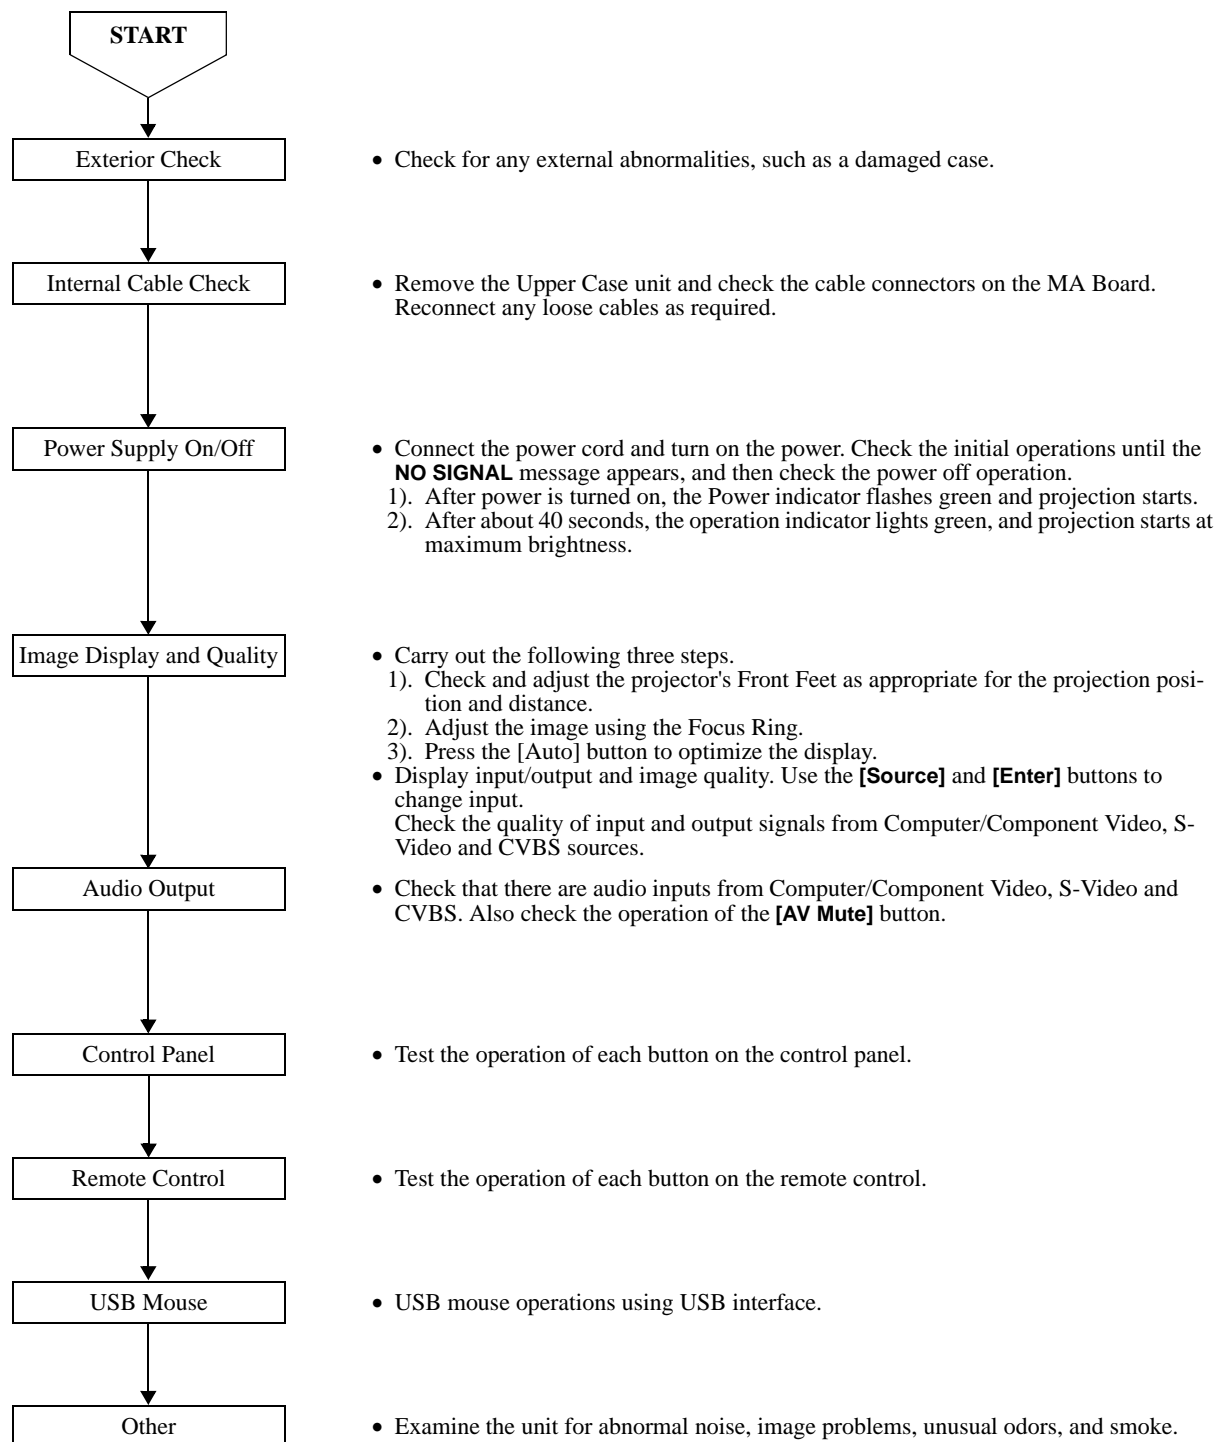 START
Exterior Check
• Check for any external abnormalities, such as a damaged case.
Internal Cable Check
• Remove the Upper Case unit and check the cable connectors on the MA Board.
Reconnect any loose cables as required.
Power Supply On/Off
• Connect the power cord and turn on the power. Check the initial operations until the
NO SIGNAL message appears, and then check the power off operation.
1). After power is turned on, the Power indicator flashes green and projection starts.
2). After about 40 seconds, the operation indicator lights green, and projection starts at
maximum brightness.
Image Display and Quality
• Carry out the following three steps.
1). Check and adjust the projector's Front Feet as appropriate for the projection posi-
tion and distance.
2). Adjust the image using the Focus Ring.
3). Press the [Auto] button to optimize the display.
• Display input/output and image quality. Use the [Source] and [Enter] buttons to
change input.
Check the quality of input and output signals from Computer/Component Video, S-
Video and CVBS sources.
Audio Output
• Check that there are audio inputs from Computer/Component Video, S-Video and
CVBS. Also check the operation of the [AV Mute] button.
Control Panel
• Test the operation of each button on the control panel.
Remote Control
• Test the operation of each button on the remote control.
USB Mouse
• USB mouse operations using USB interface.
Other
• Examine the unit for abnormal noise, image problems, unusual odors, and smoke.